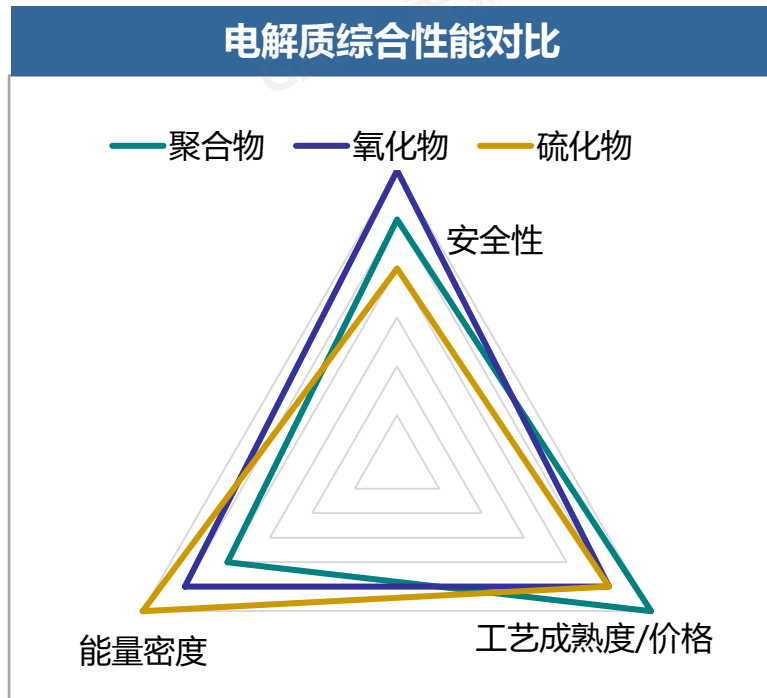 电解质综合性能对比
聚合物 氧化物 硫化物
安全性
能量密度
工艺成熟度/价格